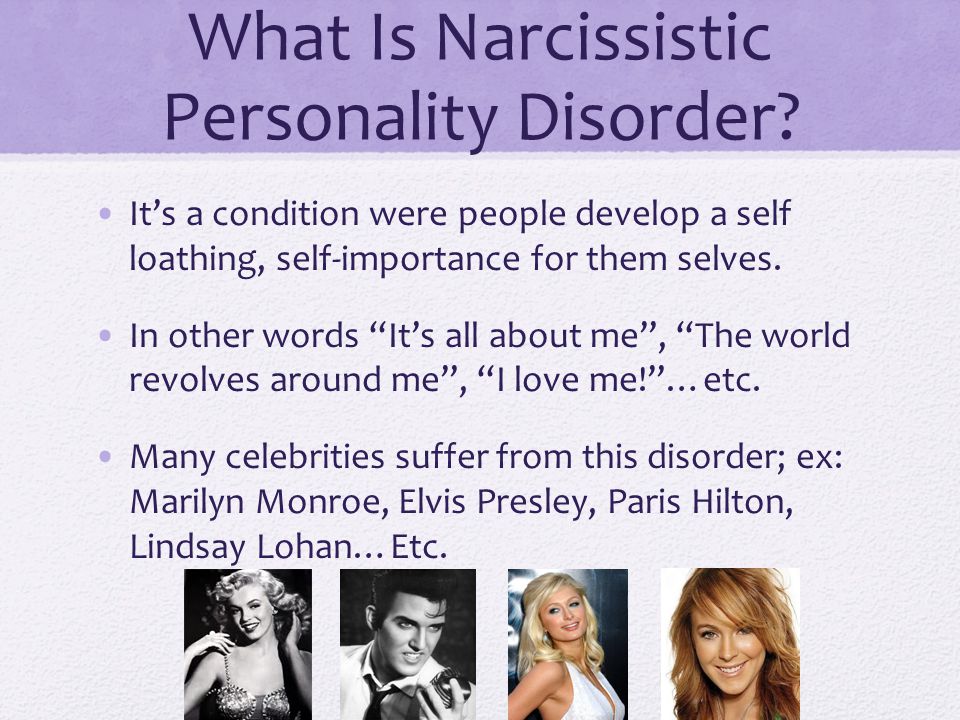 What Is Narcissistic
Personality Disorder?
• It’s a condition were people develop a self
loathing, self-importance for them selves.
• In other words “It’s all about me”, “The world
revolves around me”, “I love me!”…etc.
• Many celebrities suffer from this disorder; ex:
Marilyn Monroe, Elvis Presley, Paris Hilton,
Lindsay Lohan…Etc.